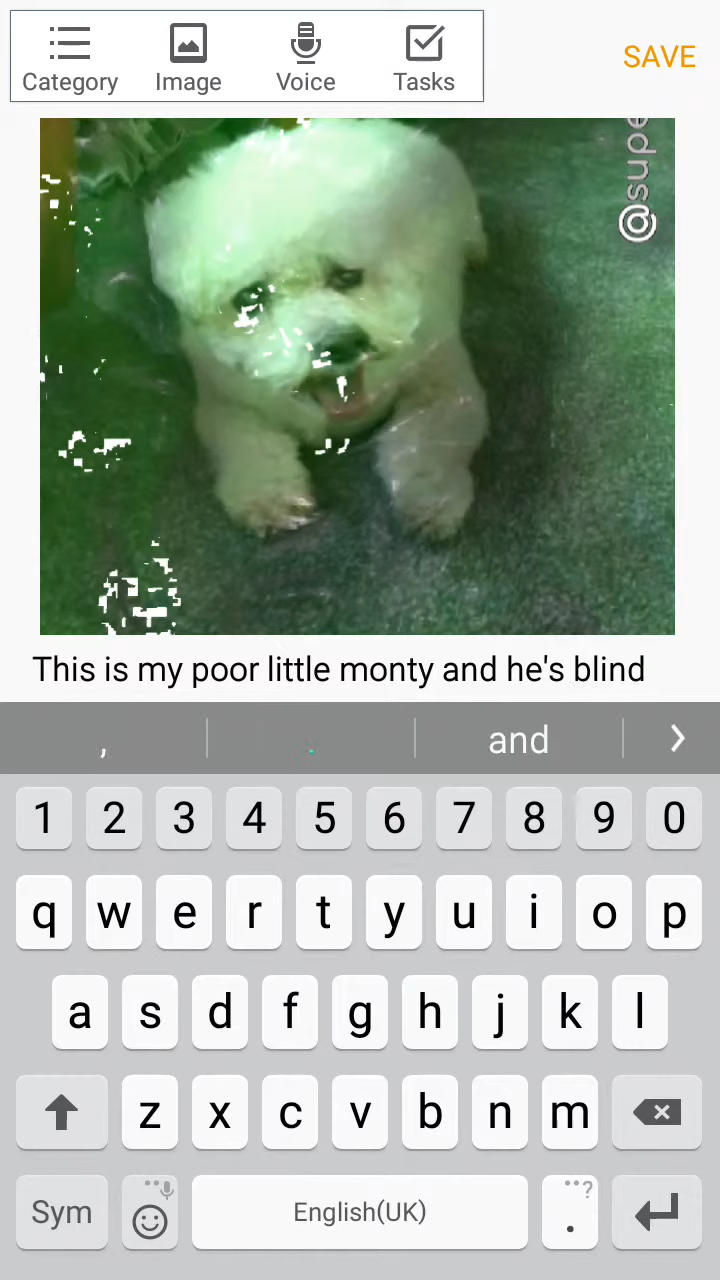 Category Image Voice Tasks
SAVE
@supe
This is my poor little monty and he's blind
, . and
1 2 3 4 5 6 7 8 9 0
q w e r t y u i o p
a s d f g h j k l
z x c v b n m
Sym English(UK) . ?